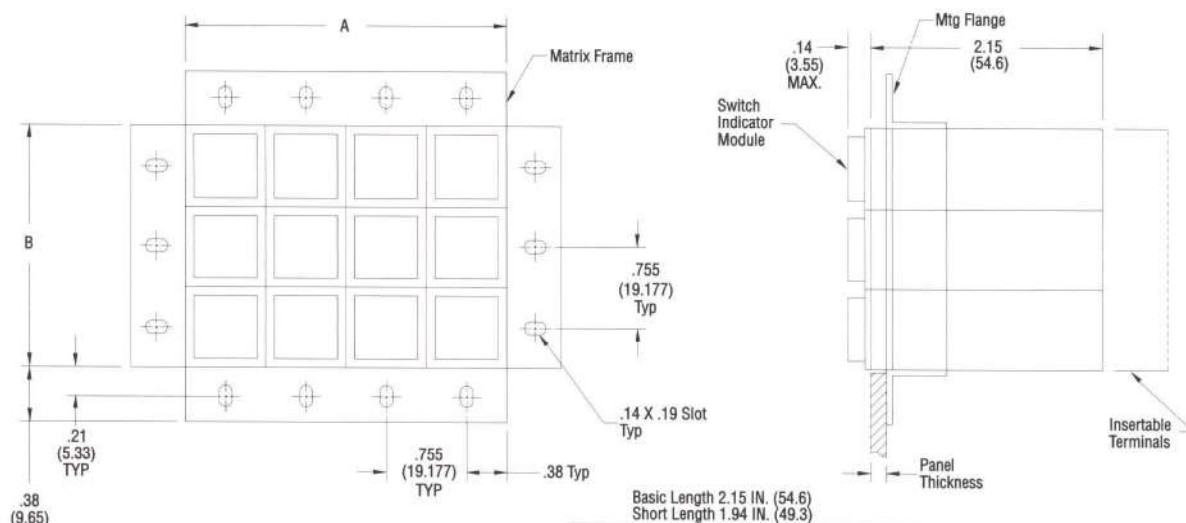 A
Matrix Frame
B
.21
(5.33)
TYP
.38
(9.65)
.755
(19.177)
TYP
.38 Typ
.14 X .19 Slot
Typ
.755
(19.177)
Typ
Mtg Flange
.14
(3.55)
MAX.
2.15
(54.6)
Switch
Indicator
Module
Insertable
Terminals
Panel
Thickness
Basic Length 2.15 IN. (54.6)
Short Length 1.94 IN. (49.3)